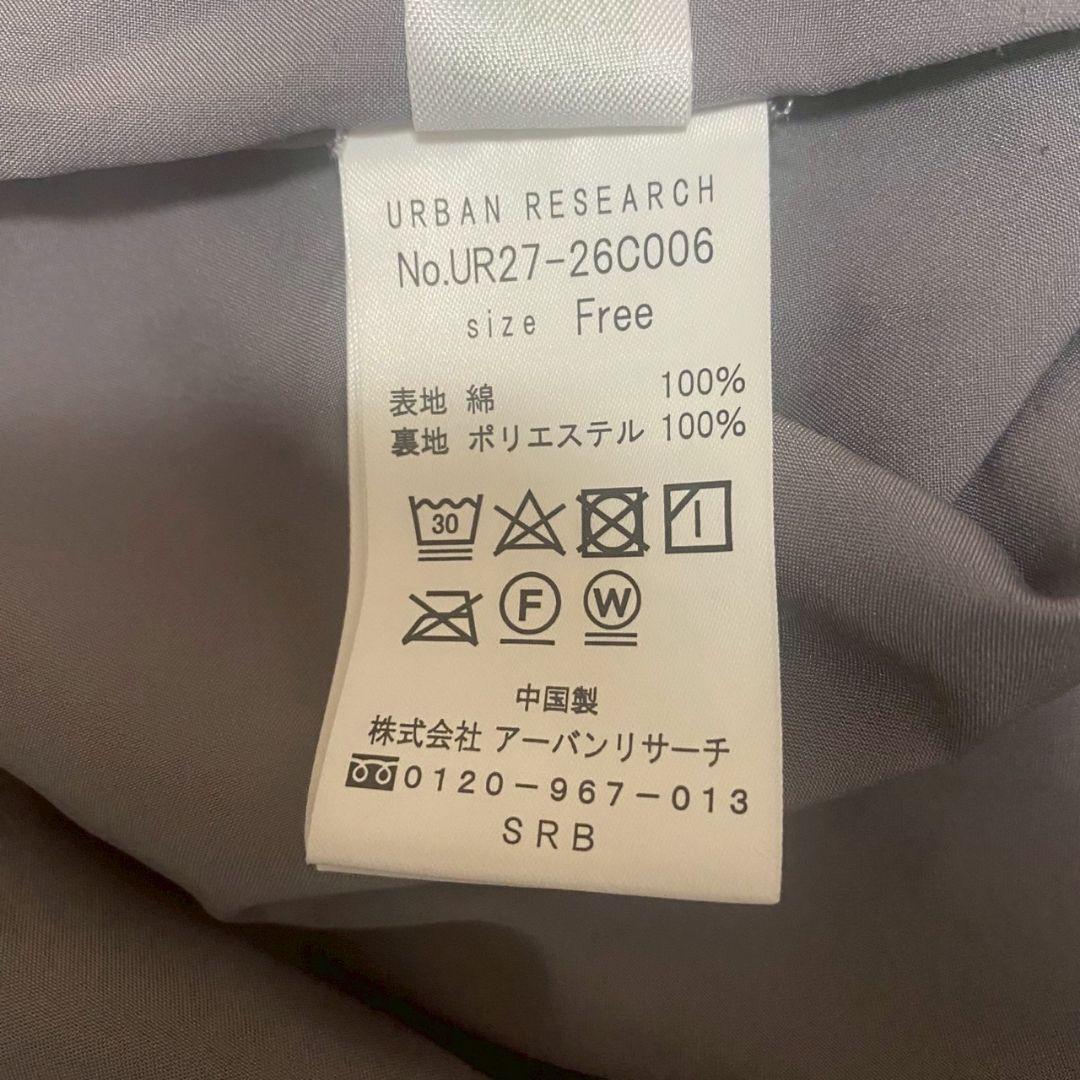 URBAN RESEARCH
No.UR27-26C006
size Free
表地 綿 100%
裏地 ポリエステル 100%
30
F W
中国製
株式会社 アーバンリサーチ
0120-967-013
SRB